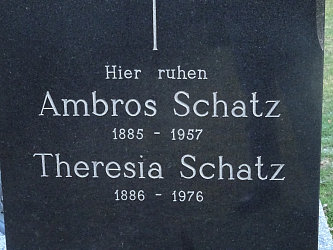 Hier ruhen
Ambros Schatz
1885 - 1957
Theresia Schatz
1886 - 1976